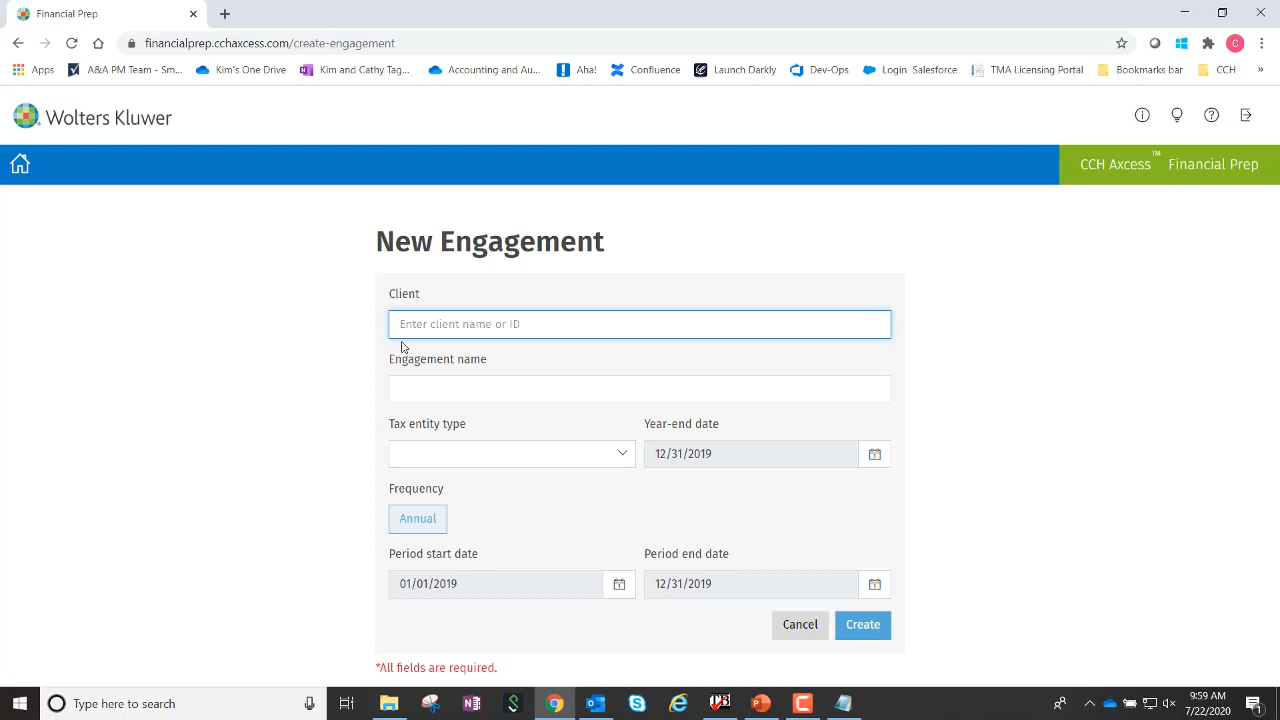 Financial Prep
financialprep.cchaxcess.com/create-engagement
C
Apps
A&A PM Team - Sm...
Kim's One Drive
Kim and Cathy Tag...
Accounting and Au...
Aha!
Confluence
Launch Darkly
Dev-Ops
Login Salesforce
TMA Licensing Portal
Bookmarks bar
CCH
»
Wolters Kluwer
CCH Axcess™ Financial Prep
New Engagement
Client
Enter client name or ID
Engagement name
Tax entity type
Year-end date
12/31/2019
Frequency
Annual
Period start date
Period end date
01/01/2019
12/31/2019
Cancel
Create
*All fields are required.
Type here to search
9:59 AM
7/22/2020